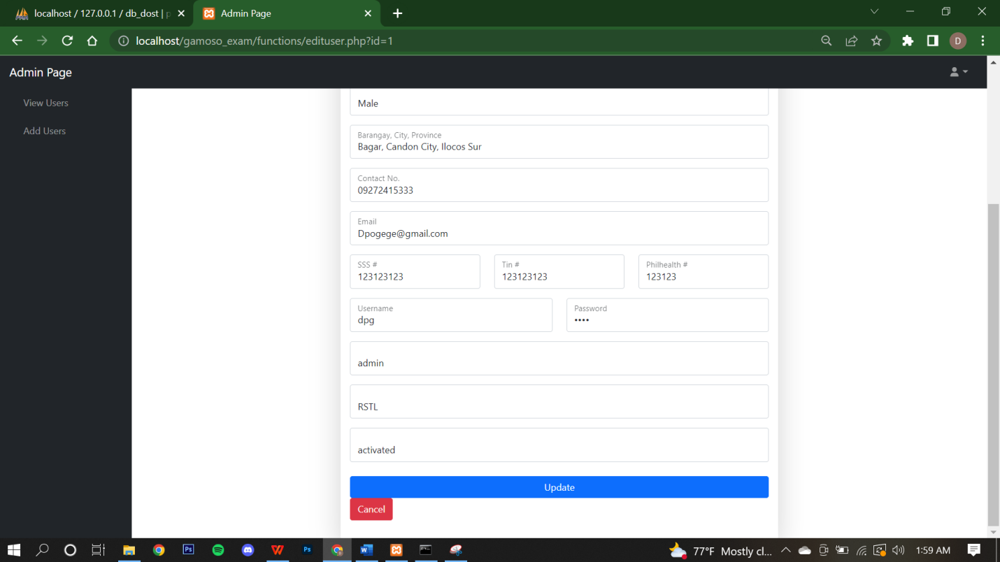 localhost / 127.0.0.1 / db_dost | p
Admin Page
localhost/gamoso_exam/functions/edituser.php?id=1
D
Admin Page
View Users
Add Users
Male
Barangay, City, Province
Bagar, Candon City, Ilocos Sur
Contact No.
09272415333
Email
Dpogege@gmail.com
SSS # Tin # Philhealth #
123123123 123123123 123123
Username Password
dpg ••••
admin
RSTL
activated
Update
Cancel
Ps Ps W
77°F Mostly cl... 1:59 AM